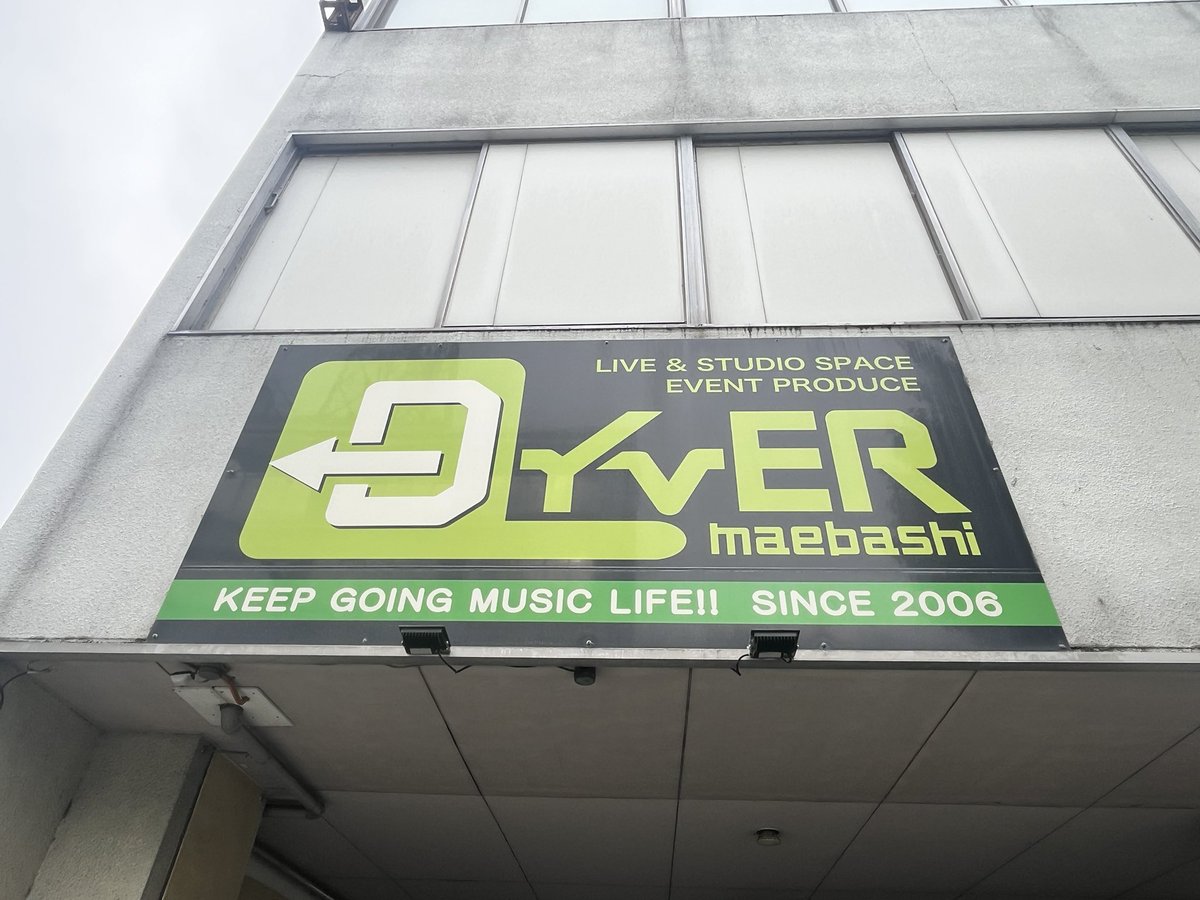 LIVE & STUDIO SPACE
EVENT PRODUCE
DYVER
maebashi
KEEP GOING MUSIC LIFE!! SINCE 2006